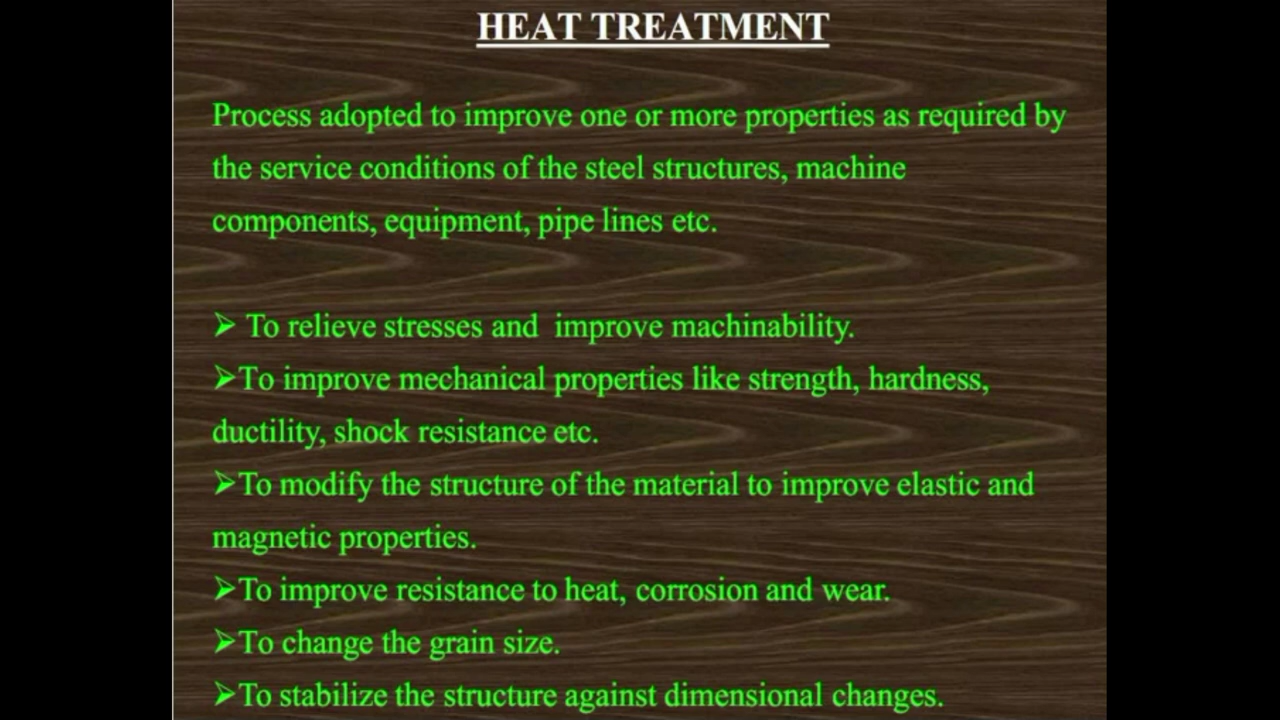 HEAT TREATMENT
Process adopted to improve one or more properties as required by
the service conditions of the steel structures, machine
components, equipment, pipe lines etc.
➢ To relieve stresses and  improve machinability.
➢To improve mechanical properties like strength, hardness,
ductility, shock resistance etc.
➢To modify the structure of the material to improve elastic and
magnetic properties.
➢To improve resistance to heat, corrosion and wear.
➢To change the grain size.
➢To stabilize the structure against dimensional changes.